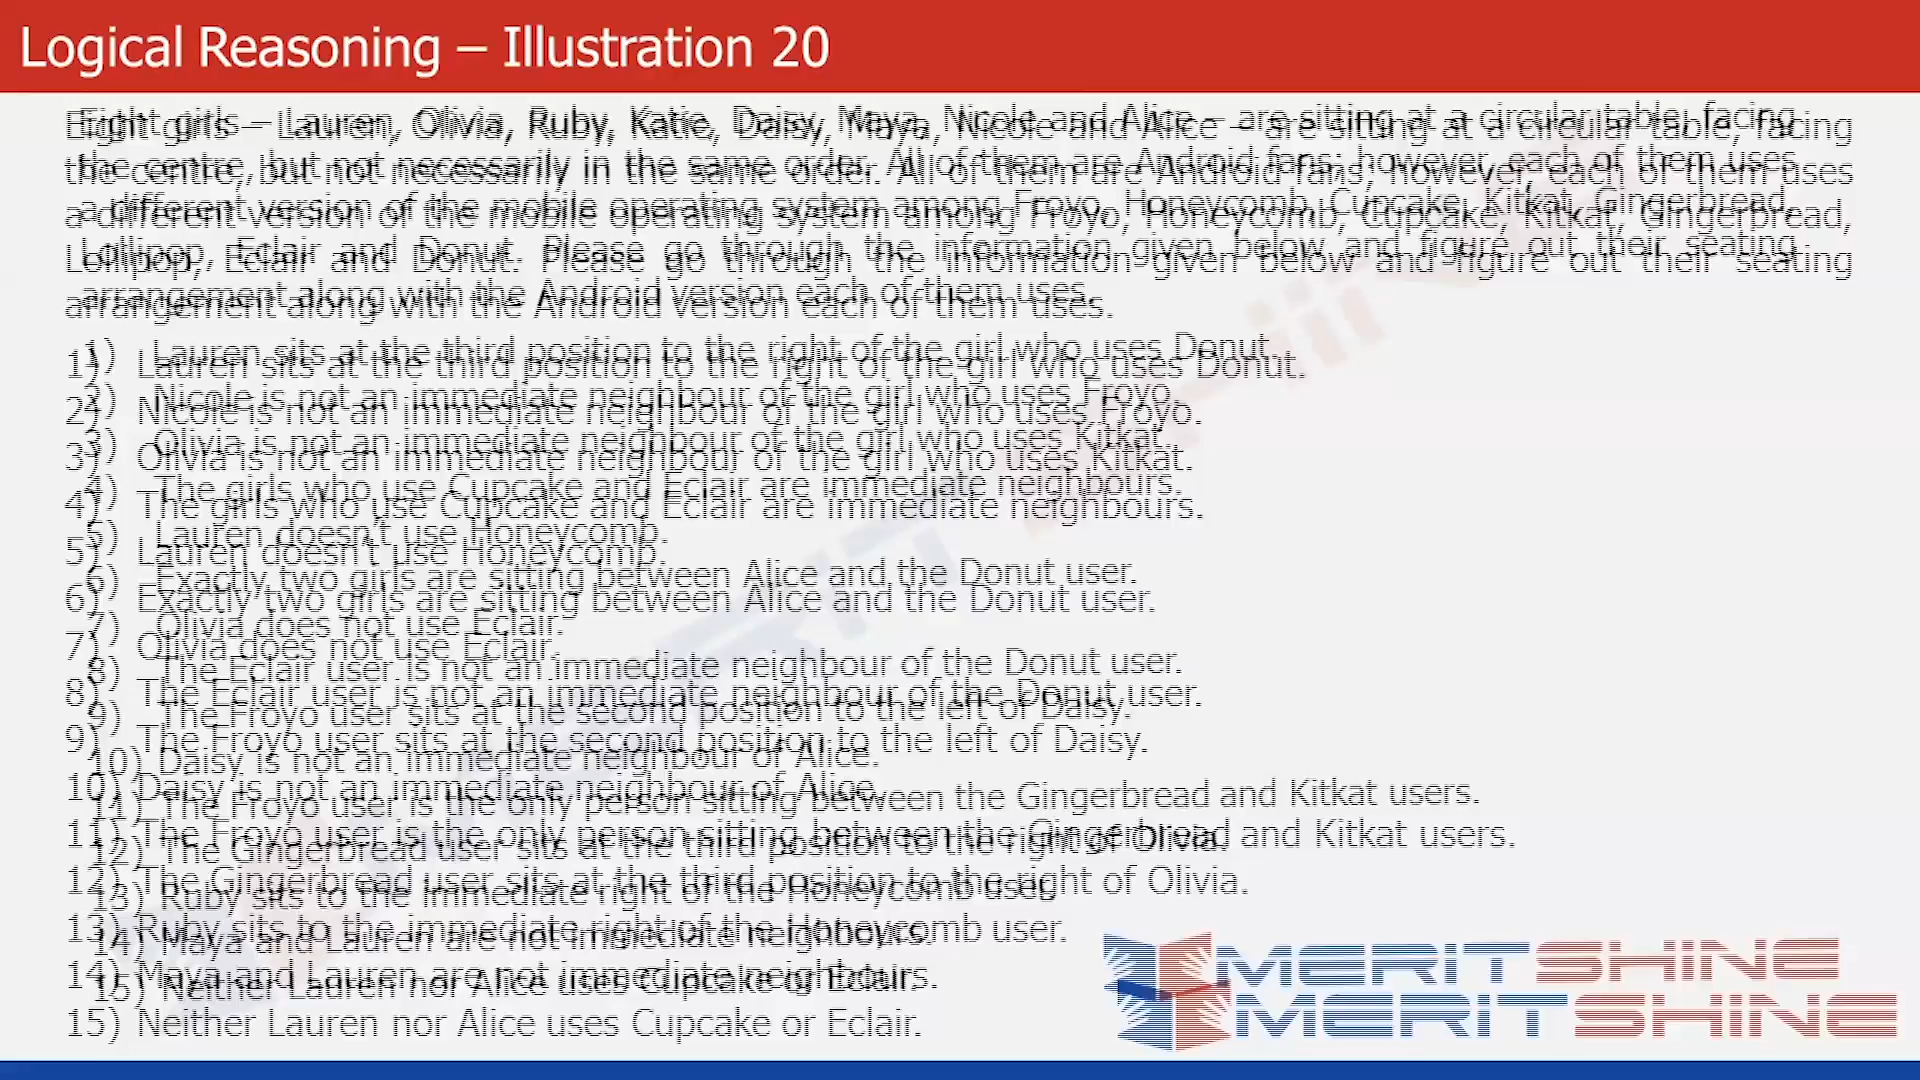 Logical Reasoning – Illustration 20
Eight girls – Lauren, Olivia, Ruby, Katie, Daisy, Maya, Nicole and Alice – are sitting at a circular table, facing
the centre, but not necessarily in the same order. All of them are Android fans; however each of them uses
a different version of the mobile operating system among Froyo, Honeycomb, Cupcake, Kitkat, Gingerbread,
Lollipop, Eclair and Donut. Please go through the information given below and figure out their seating
arrangement along with the Android version each of them uses.
1) Lauren sits at the third position to the right of the girl who uses Donut.
2) Nicole is not an immediate neighbour of the girl who uses Froyo.
3) Olivia is not an immediate neighbour of the girl who uses Kitkat.
4) The girls who use Cupcake and Eclair are immediate neighbours.
5) Lauren doesn't use Honeycomb.
6) Exactly two girls are sitting between Alice and the Donut user.
7) Olivia does not use Eclair.
8) The Eclair user is not an immediate neighbour of the Donut user.
9) The Froyo user sits at the second position to the left of Daisy.
10) Daisy is not an immediate neighbour of Alice.
11) The Froyo user is the only person sitting between the Gingerbread and Kitkat users.
12) The Gingerbread user sits at the third position to the right of Olivia.
13) Ruby sits to the immediate right of the Honeycomb user.
14) Maya and Lauren are not immediate neighbours.
15) Neither Lauren nor Alice uses Cupcake or Eclair.
MERITSHINE
MERITSHINE